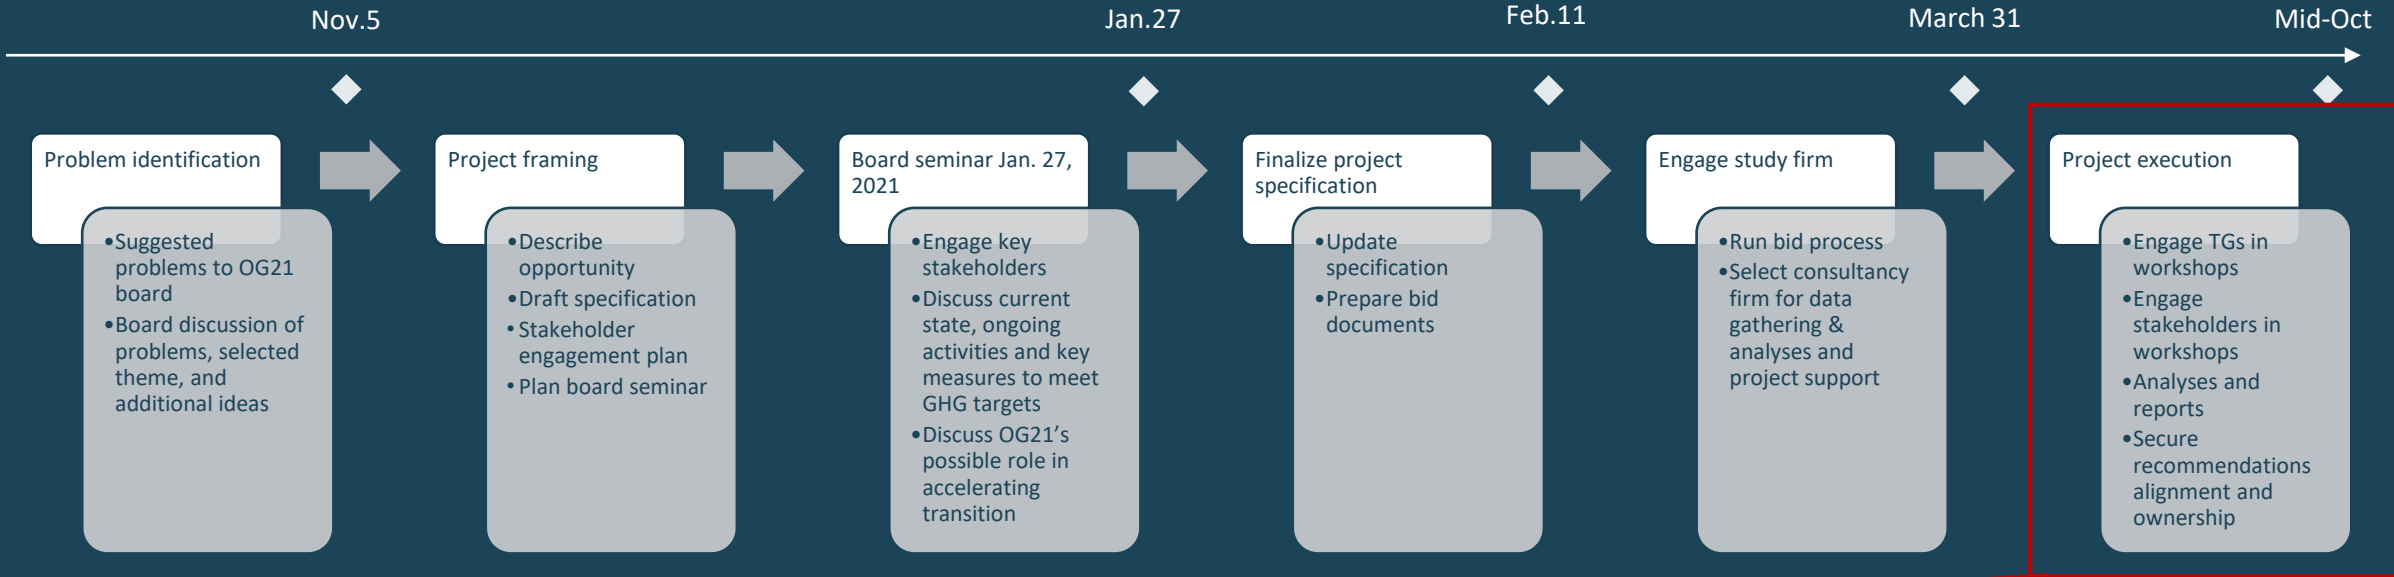 Nov.5
Jan.27
Feb.11
March 31
Mid-Oct
Problem identification
•Suggested
problems to OG21
board
•Board discussion of
problems, selected
theme, and
additional ideas
Project framing
•Describe
opportunity
•Draft specification
• Stakeholder
engagement plan
• Plan board seminar
Board seminar Jan. 27,
2021
•Engage key
stakeholders
•Discuss current
state, ongoing
activities and key
measures to meet
GHG targets
•Discuss OG21’s
possible role in
accelerating
transition
Finalize project
specification
•Update
specification
•Prepare bid
documents
Engage study firm
•Run bid process
•Select consultancy
firm for data
gathering &
analyses and
project support
Project execution
•Engage TGs in
workshops
•Engage
stakeholders in
workshops
•Analyses and
reports
•Secure
recommendations
alignment and
ownership